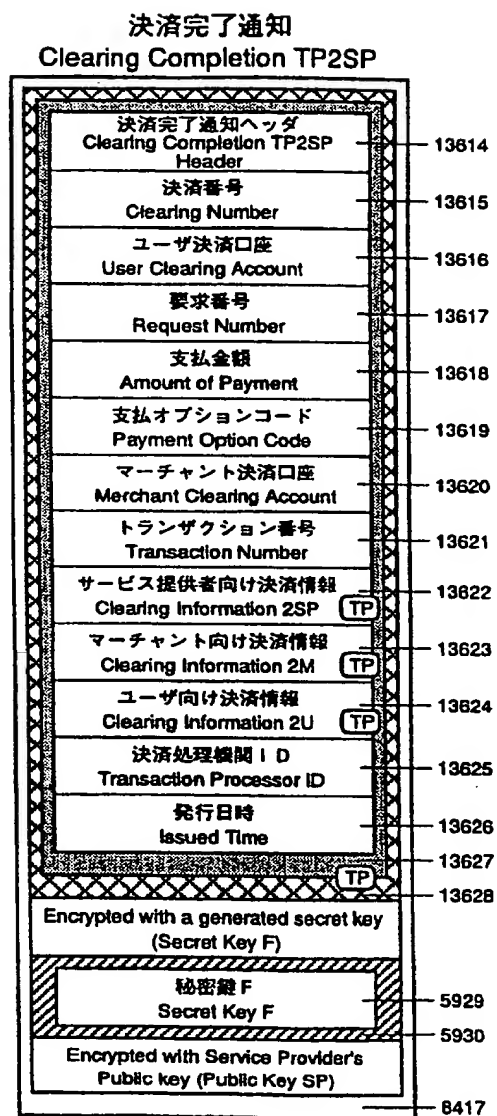 決済完了通知
Clearing Completion TP2SP
決済完了通知ヘッダ
Clearing Completion TP2SP
Header
13614
決済番号
Clearing Number
13615
ユーザ決済口座
User Clearing Account
13616
要求番号
Request Number
13617
支払金額
Amount of Payment
13618
支払オプションコード
Payment Option Code
13619
マーチャント決済口座
Merchant Clearing Account
13620
トランザクション番号
Transaction Number
13621
サービス提供者向け決済情報
Clearing Information 2SP
TP
13622
マーチャント向け決済情報
Clearing Information 2M
TP
13623
ユーザ向け決済情報
Clearing Information 2U
TP
13624
決済処理機関ID
Transaction Processor ID
13625
発行日時
Issued Time
13626
13627
TP
13628
Encrypted with a generated secret key
(Secret Key F)
秘密鍵F
Secret Key F
5929
5930
Encrypted with Service Provider's
Public key (Public Key SP)
8417